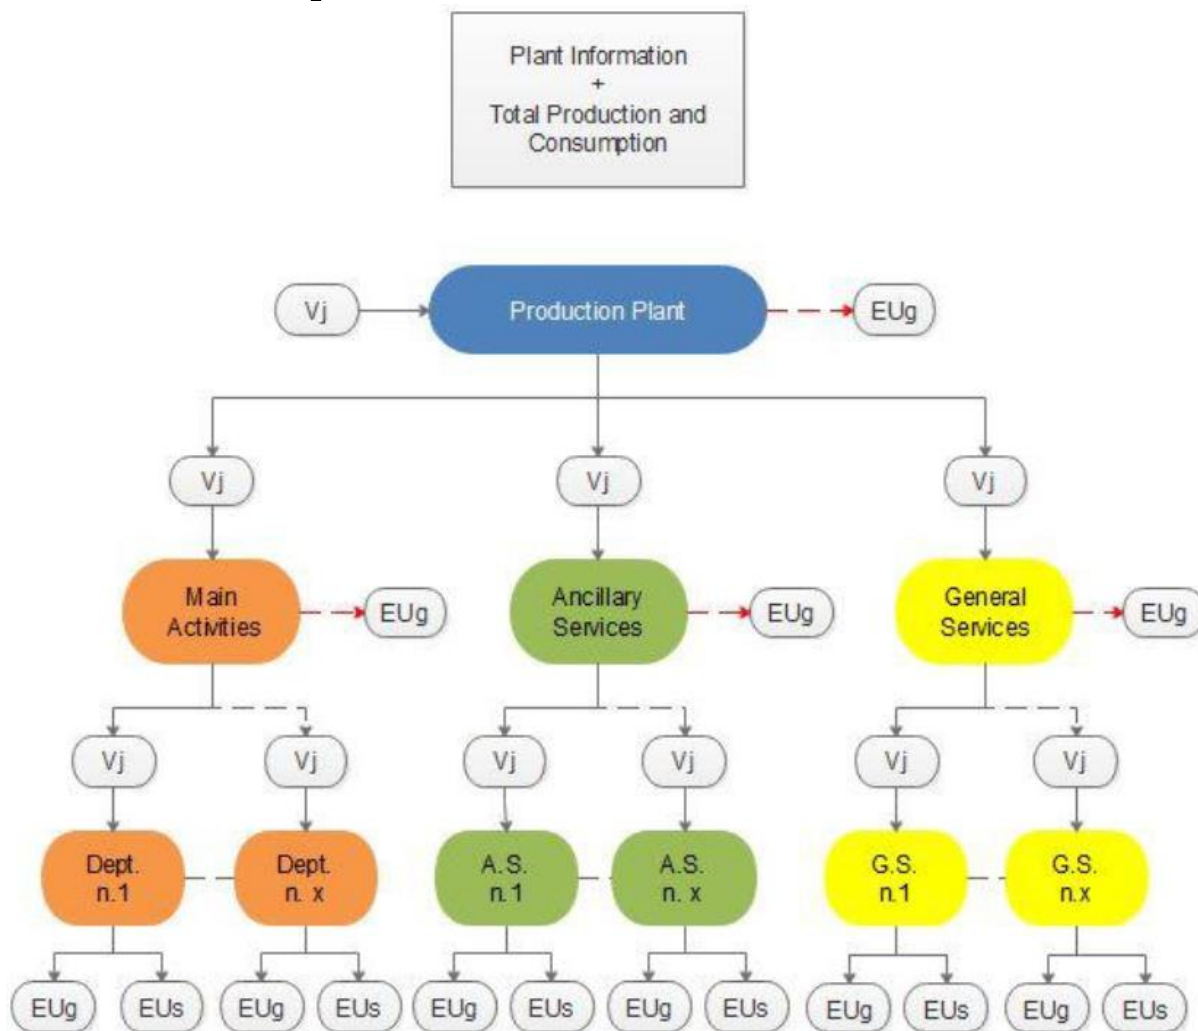 Plant Information
+
Total Production and
Consumption
Vj
Production Plant
EUg
Vj
Vj
Vj
Main
Activities
EUg
Ancillary
Services
EUg
General
Services
EUg
Vj
Vj
Vj
Vj
Vj
Vj
Dept.
n.1
Dept.
n. x
A.S.
n.1
A.S.
n. x
G.S.
n.1
G.S.
n.x
EUg
EUs
EUg
EUs
EUg
EUs
EUg
EUs
EUg
EUs
EUg
EUs